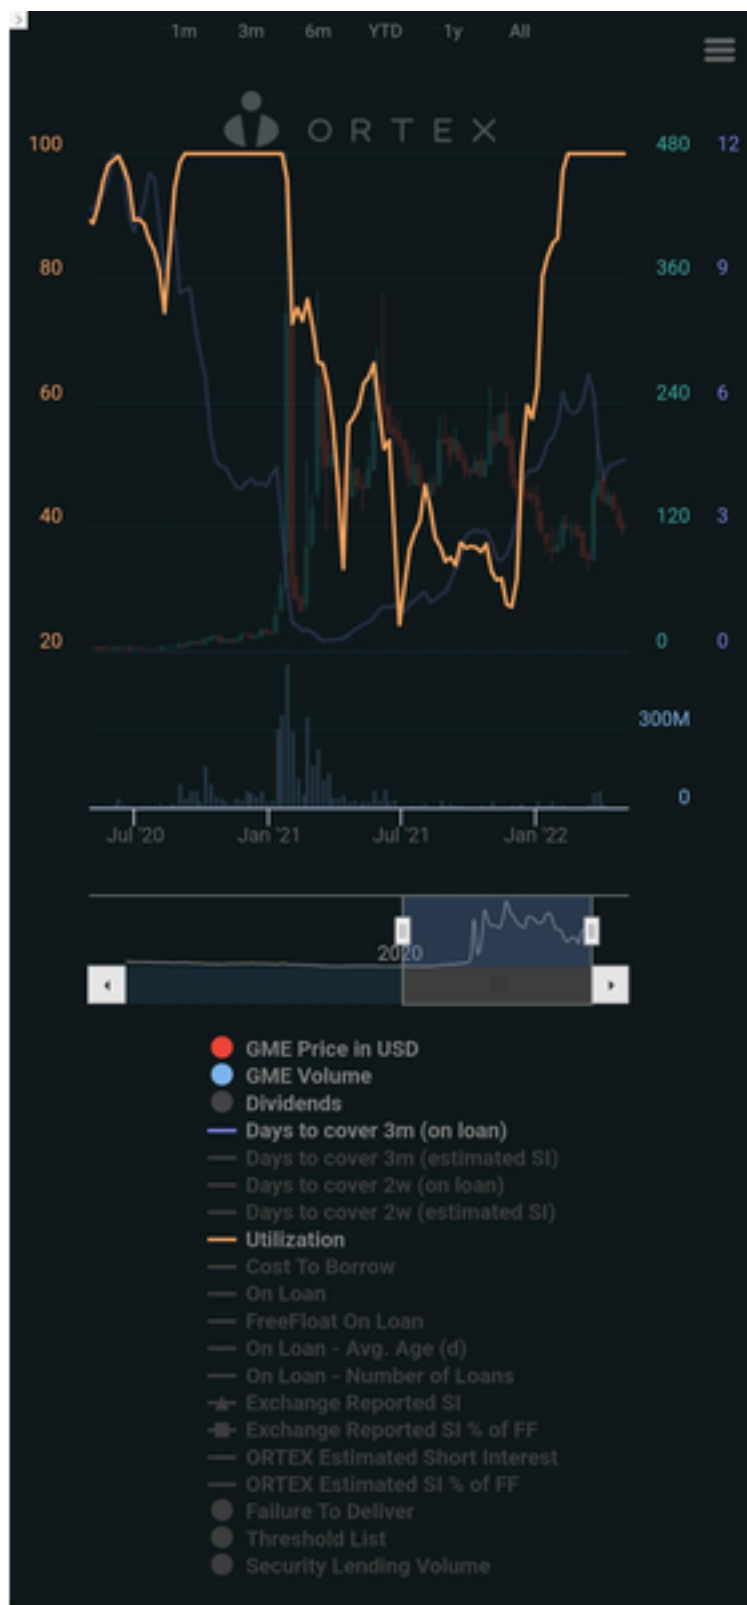 1m 3m 6m YTD 1y All
ORTEX
100 480 12
80 360 9
60 240 6
40 120 3
20 0 0
300M
0
Jul '20 Jan '21 Jul '21 Jan '22
2020
GME Price in USD
GME Volume
Dividends
Days to cover 3m (on loan)
Days to cover 3m (estimated SI)
Days to cover 2w (on loan)
Days to cover 2w (estimated SI)
Utilization
Cost To Borrow
On Loan
FreeFloat On Loan
On Loan - Avg. Age (d)
On Loan - Number of Loans
Exchange Reported SI
Exchange Reported SI % of FF
ORTEX Estimated Short Interest
ORTEX Estimated SI % of FF
Failure To Deliver
Threshold List
Security Lending Volume